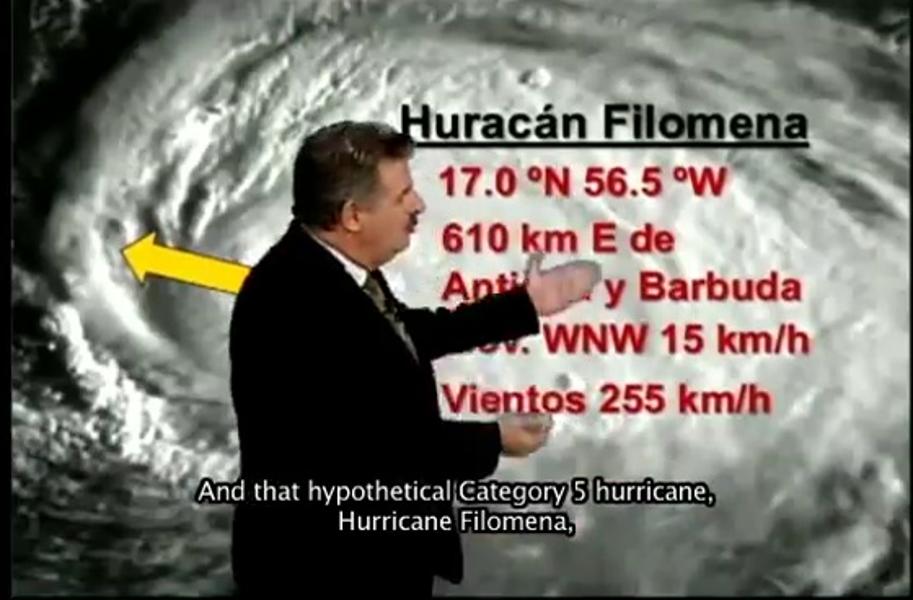 Huracán Filomena
17.0 ºN 56.5 ºW
610 km E de
y Barbuda
WNW 15 km/h
Vientos 255 km/h
And that hypothetical Category 5 hurricane,
Hurricane Filomena,